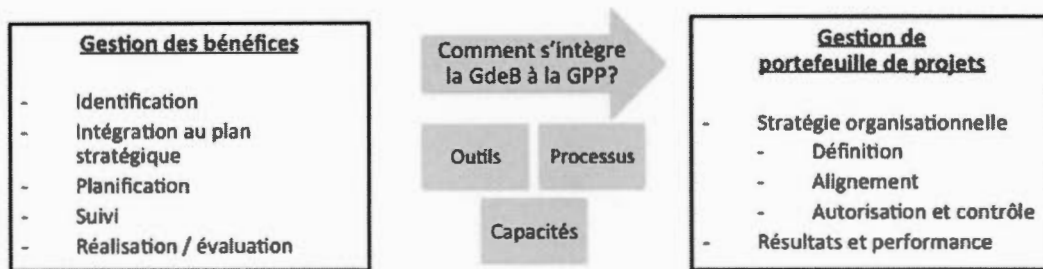 Gestion des bénéfices
- Identification
- Intégration au plan
stratégique
- Planification
- Suivi
- Réalisation / évaluation
Comment s'intègre
la GdeB à la GPP?
Outils
Processus
Capacités
Gestion de
portefeuille de projets
- Stratégie organisationnelle
- Définition
- Alignement
- Autorisation et contrôle
- Résultats et performance